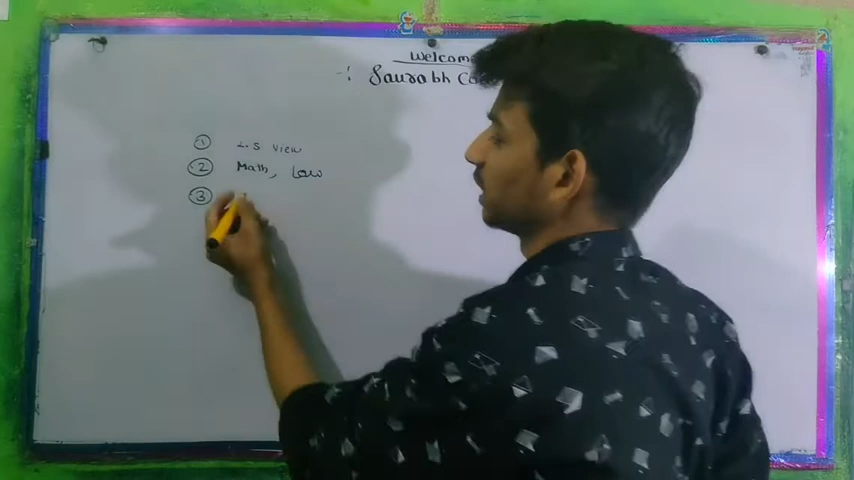 Welcome
-: Saurabh Co
① L.S view
② Math, Law
③